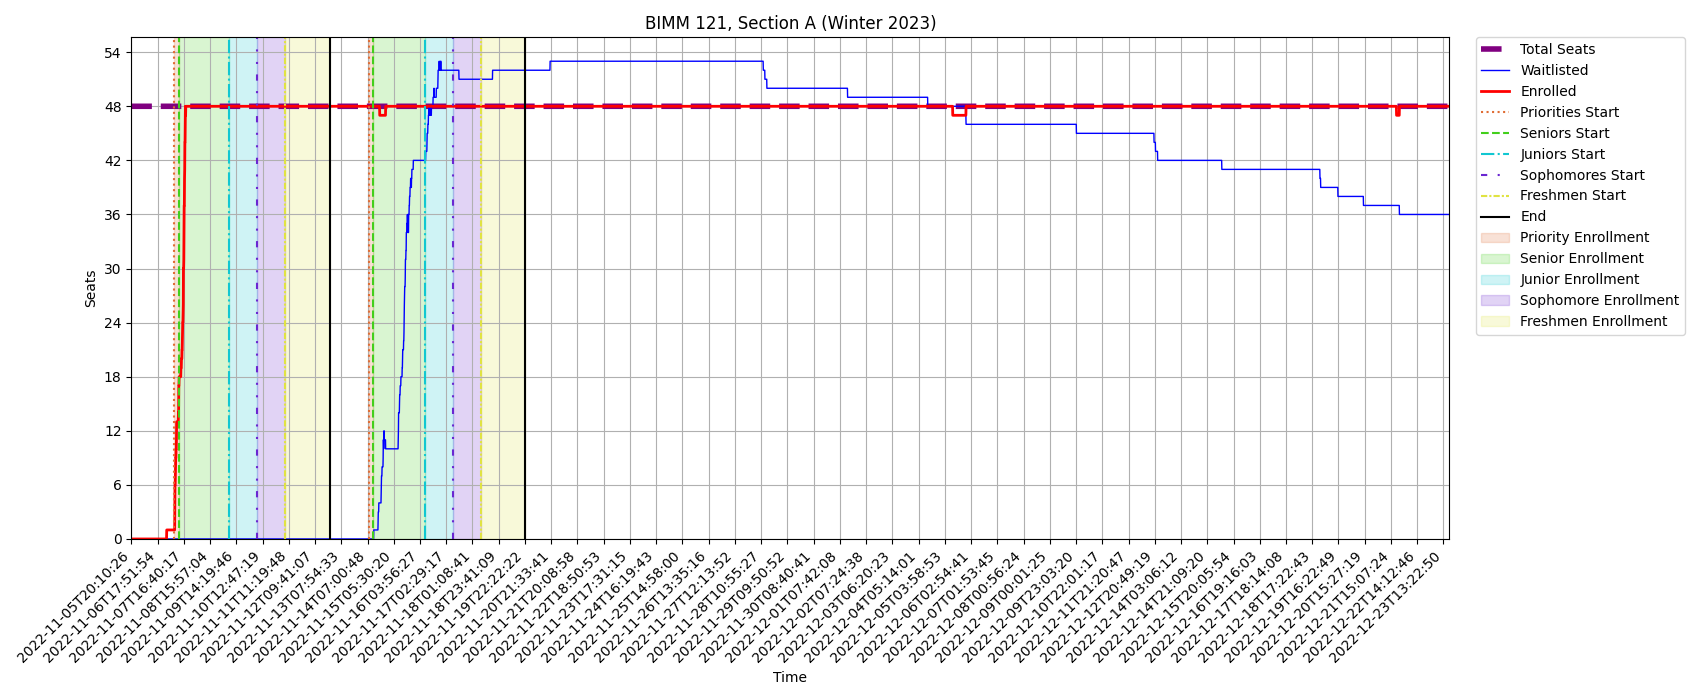 BIMM 121, Section A (Winter 2023)
Seats
54
48
42
36
30
24
18
12
6
0
2022-11-05T20:10:26
2022-11-06T17:51:54
2022-11-07T16:40:17
2022-11-08T15:57:04
2022-11-09T14:19:46
2022-11-10T12:47:19
2022-11-11T11:19:48
2022-11-12T09:41:07
2022-11-13T07:54:33
2022-11-14T07:00:48
2022-11-15T05:30:20
2022-11-16T03:56:27
2022-11-17T02:29:17
2022-11-18T01:08:41
2022-11-18T23:41:09
2022-11-19T22:22:22
2022-11-20T21:33:41
2022-11-21T20:08:58
2022-11-22T18:50:53
2022-11-23T17:31:15
2022-11-24T16:19:43
2022-11-25T14:58:00
2022-11-26T13:35:16
2022-11-27T12:13:52
2022-11-28T10:55:27
2022-11-29T09:50:52
2022-11-30T08:40:41
2022-12-01T07:42:08
2022-12-02T07:24:38
2022-12-03T06:20:23
2022-12-04T05:14:01
2022-12-05T03:58:53
2022-12-06T02:54:41
2022-12-07T01:53:45
2022-12-08T00:56:24
2022-12-09T00:01:25
2022-12-09T23:03:20
2022-12-10T22:01:17
2022-12-11T21:20:47
2022-12-12T20:49:19
2022-12-14T03:06:12
2022-12-14T21:09:20
2022-12-15T20:05:54
2022-12-16T19:16:03
2022-12-17T18:14:08
2022-12-18T17:22:43
2022-12-19T16:22:49
2022-12-20T15:27:19
2022-12-21T15:07:24
2022-12-22T14:12:46
2022-12-23T13:22:50
Time
Total Seats
Waitlisted
Enrolled
Priorities Start
Seniors Start
Juniors Start
Sophomores Start
Freshmen Start
End
Priority Enrollment
Senior Enrollment
Junior Enrollment
Sophomore Enrollment
Freshmen Enrollment